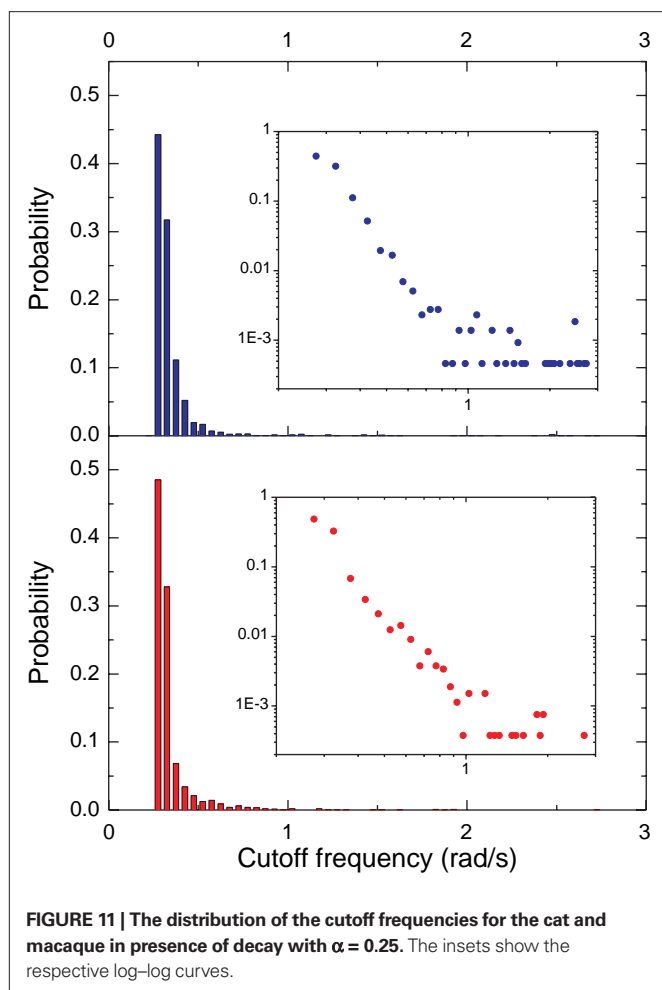 0 1 2 3
0.5
0.4
0.3
0.2
0.1
0.0
Probability
1
0.1
0.01
1E-3
1
0.5
0.4
0.3
0.2
0.1
0.0
Probability
1
0.1
0.01
1E-3
1
0 1 2 3
Cutoff frequency (rad/s)
FIGURE 11 | The distribution of the cutoff frequencies for the cat and
macaque in presence of decay with α = 0.25. The insets show the
respective log–log curves.